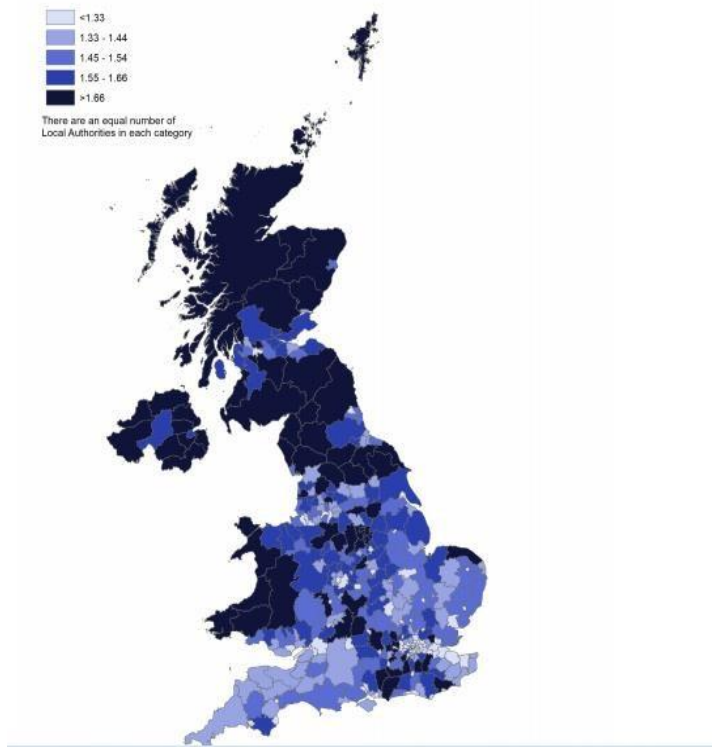 <1.33
1.33 - 1.44
1.45 - 1.54
1.55 - 1.66
>1.66
There are an equal number of
Local Authorities in each category